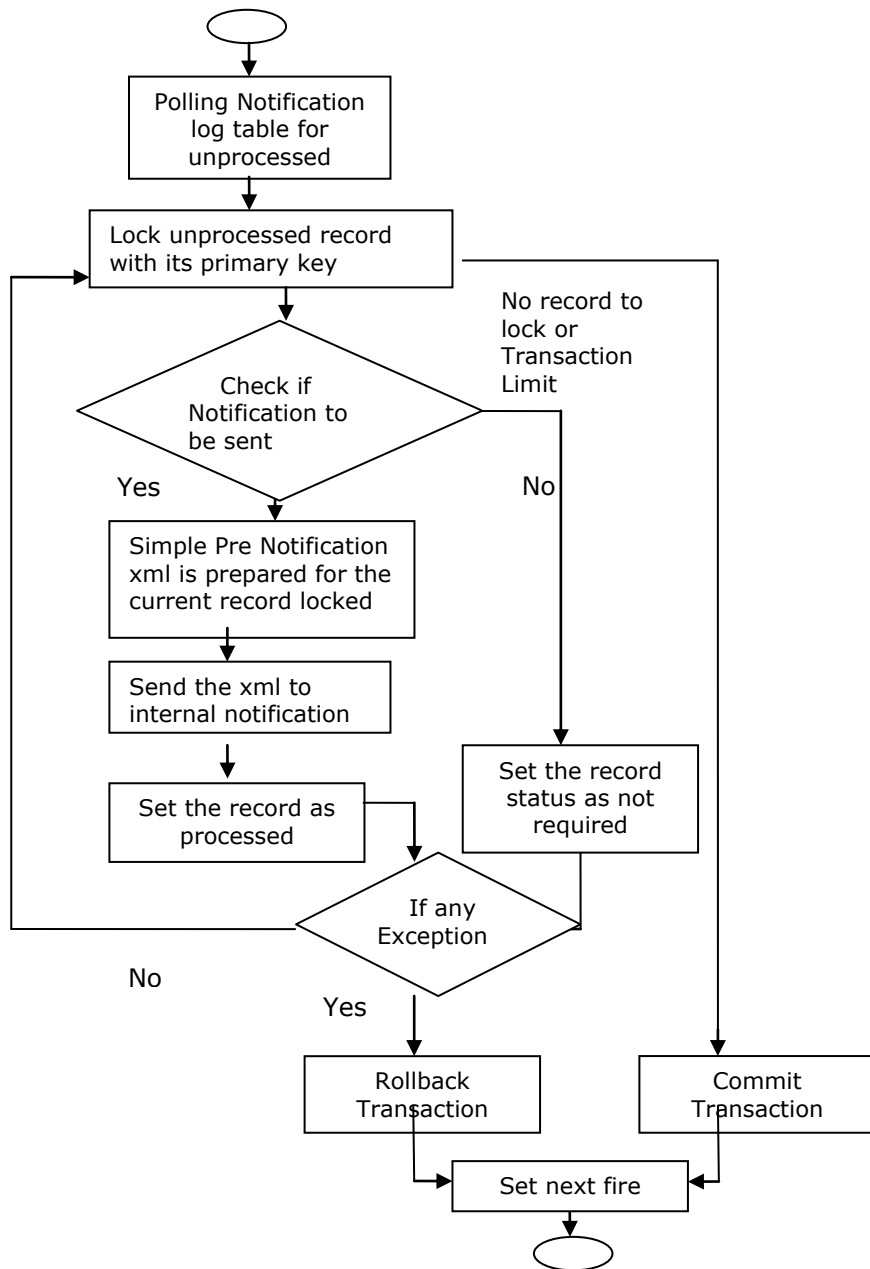 Polling Notification
log table for
unprocessed
Lock unprocessed record
with its primary key
No record to
lock or
Transaction
Limit
Check if
Notification to
be sent
Yes
No
Simple Pre Notification
xml is prepared for the
current record locked
Send the xml to
internal notification
Set the record as
processed
Set the record
status as not
required
If any
Exception
No
Yes
Rollback
Transaction
Commit
Transaction
Set next fire